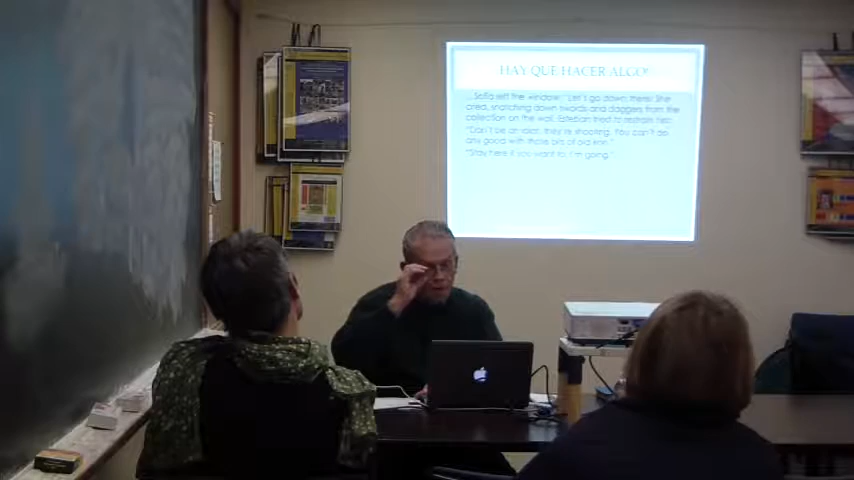 HAY QUE HACER ALGO!
Sofia left the window. "Let's go down there! She
cried, snatching down swords and daggers from the
collection on the wall. Esteban tried to restrain her.
"Don't be an idiot: they're shooting. You can't do
any good with those bits of old iron."
"Stay here if you want to: I'm going."